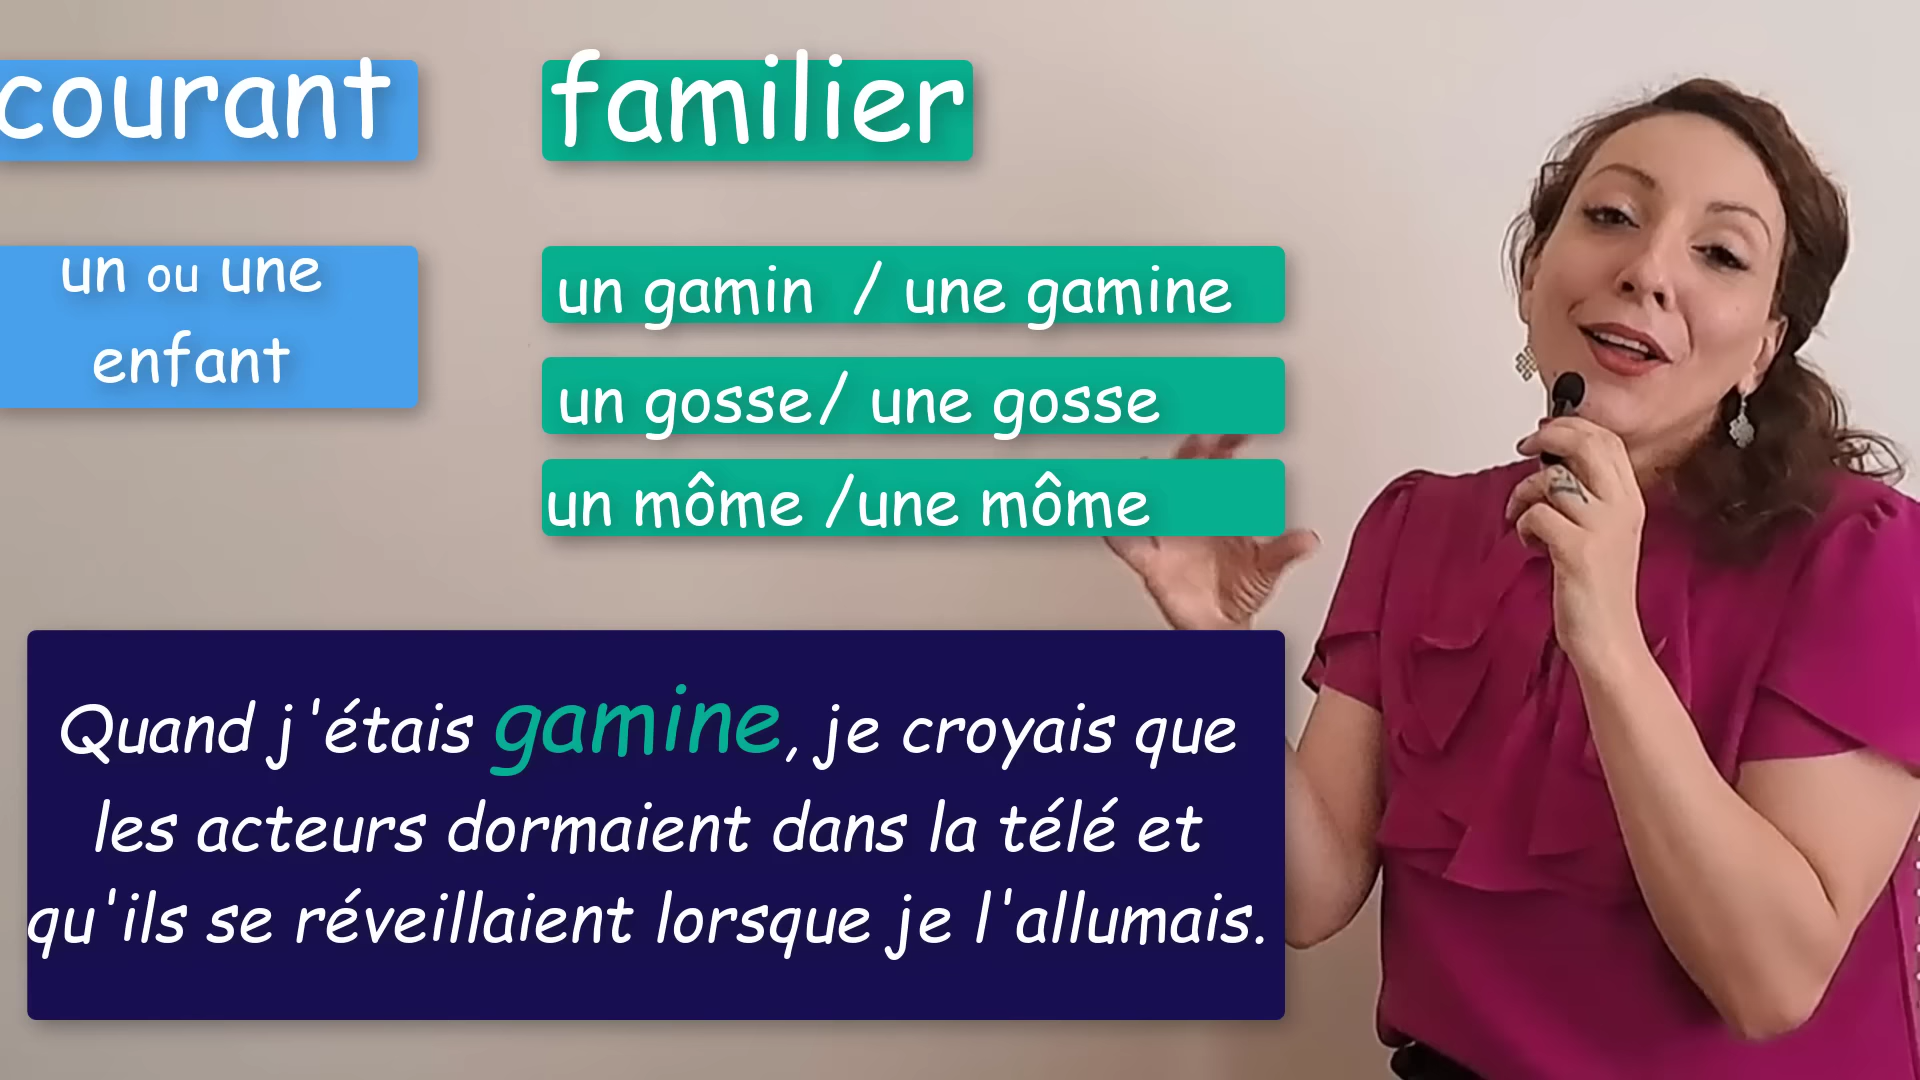 courant
familier
un ou une
enfant
un gamin / une gamine
un gosse/ une gosse
un môme /une môme
Quand j'étais gamine, je croyais que
les acteurs dormaient dans la télé et
qu'ils se réveillaient lorsque je l'allumais.